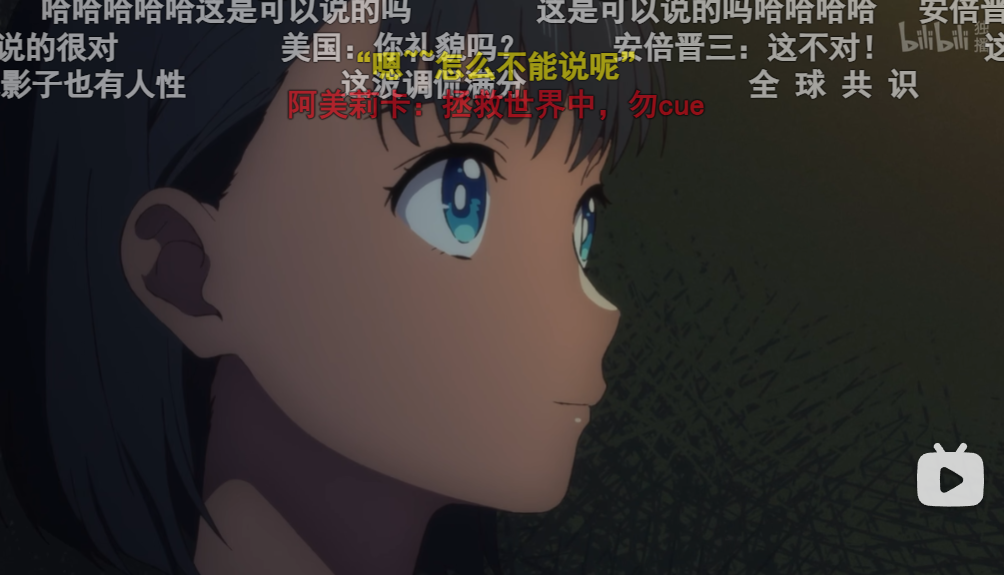 哈哈哈哈哈这是可以说的吗 这是可以说的吗哈哈哈哈 安倍晋
bilibili 独播
说的很对 美国：你礼貌吗？ 安倍晋三：这不对！ 这
“嗯~~怎么不能说呢”
影子也有人性 这波调侃满分 全 球 共 识
阿美莉卡：拯救世界中，勿cue